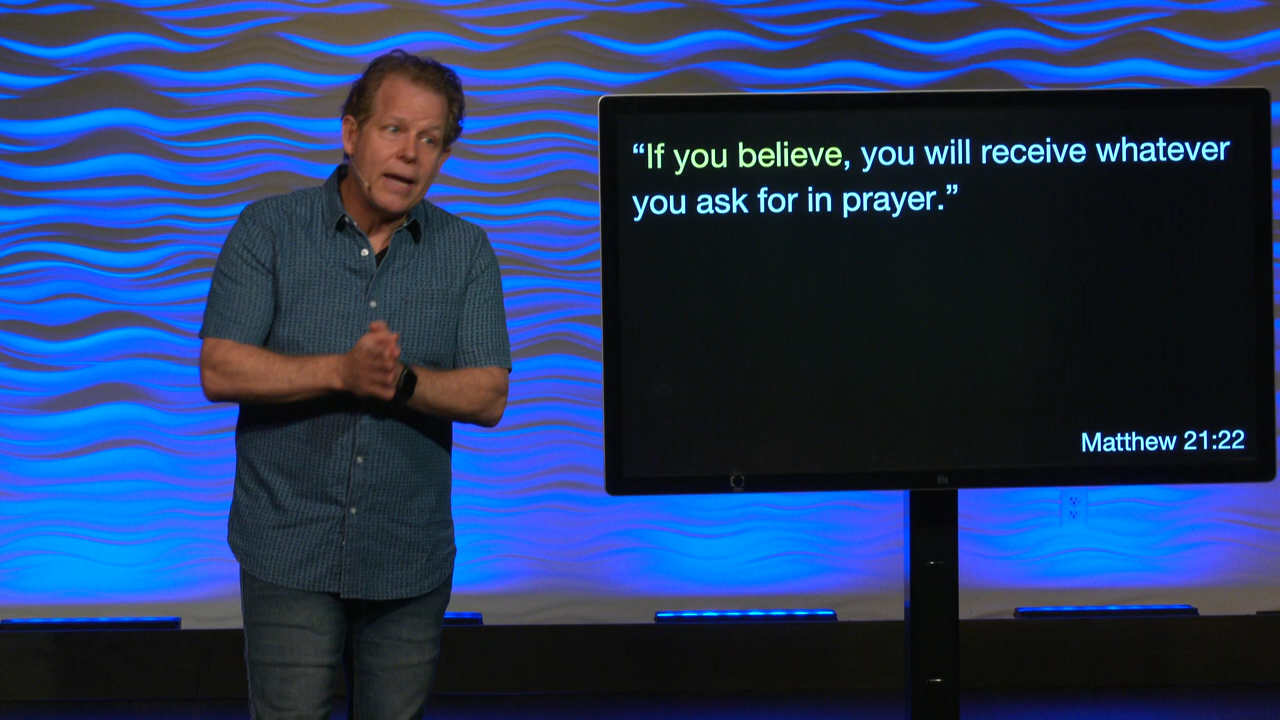 “If you believe, you will receive whatever
you ask for in prayer.”
Matthew 21:22